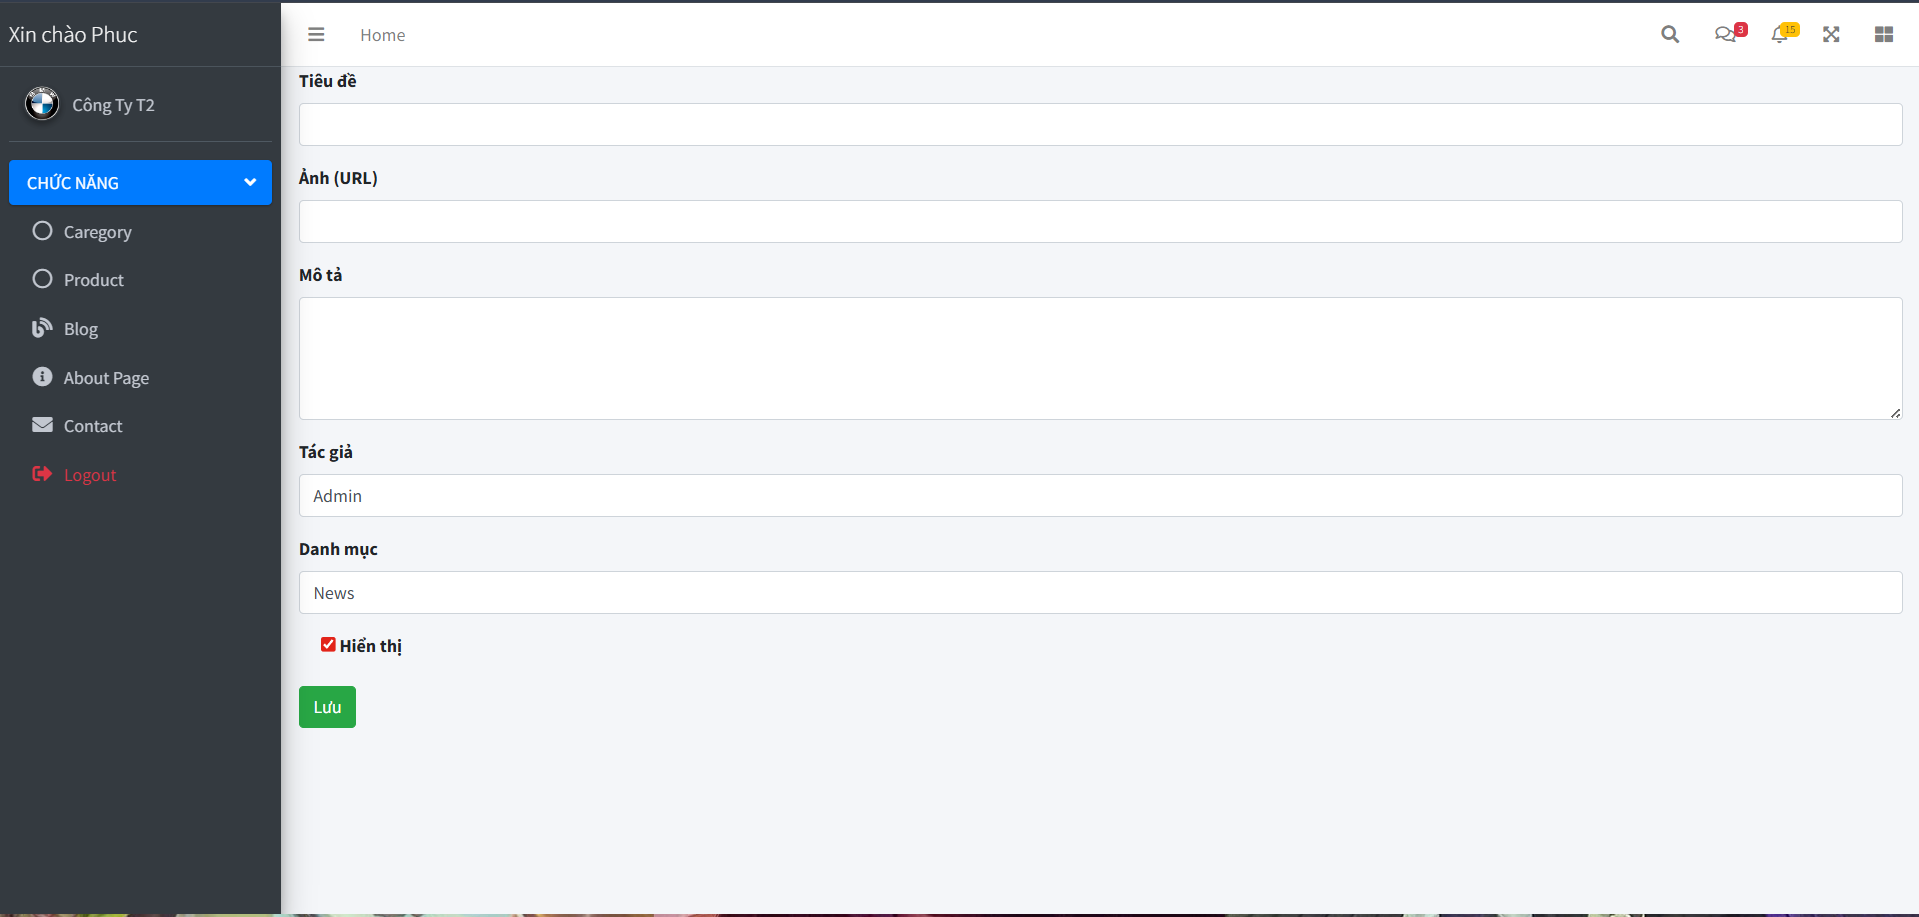 Xin chào Phuc
Home
3
15
Công Ty T2
CHỨC NĂNG
Caregory
Product
Blog
About Page
Contact
Logout
Tiêu đề
Ảnh (URL)
Mô tả
Tác giả
Admin
Danh mục
News
Hiển thị
Lưu